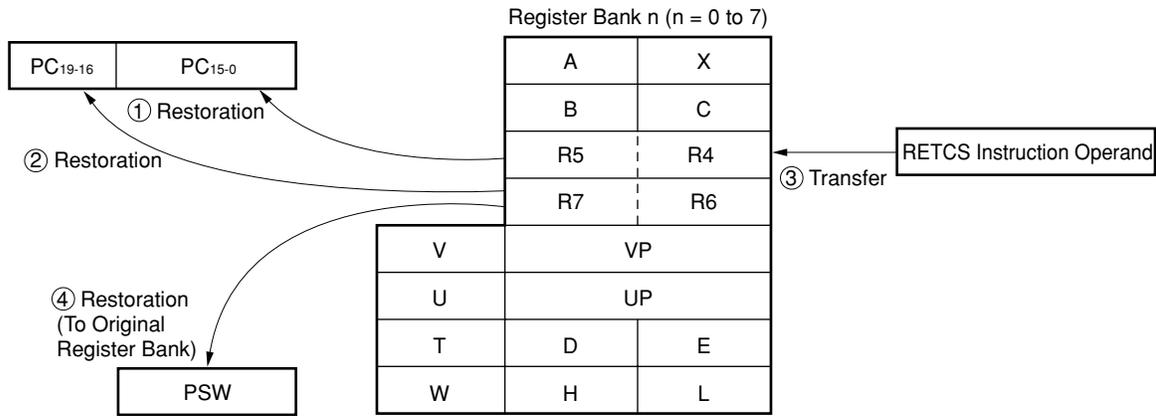 Register Bank n (n = 0 to 7)
PC19-16 PC15-0
① Restoration
② Restoration
A X
B C
R5 R4
R7 R6
V VP
U UP
T D E
W H L
RETCS Instruction Operand
③ Transfer
④ Restoration
(To Original
Register Bank)
PSW